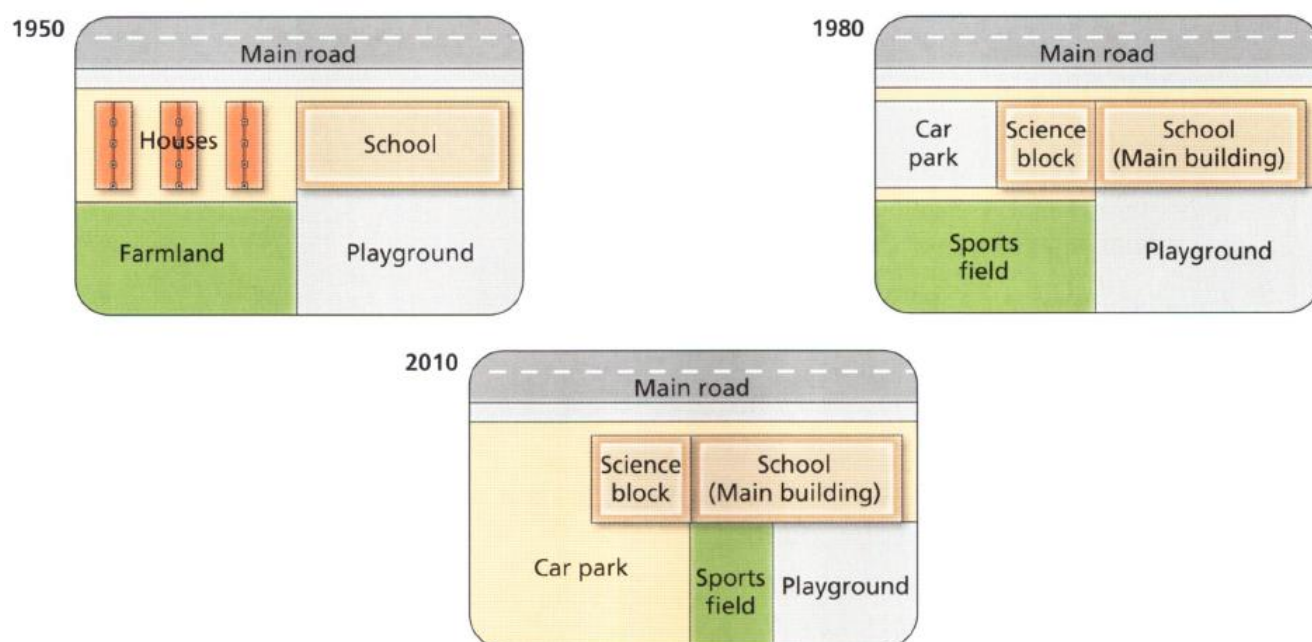 1950
Main road
Houses
School
Farmland
Playground
1980
Main road
Car
park
Science
block
School
(Main building)
Sports
field
Playground
2010
Main road
Science
block
School
(Main building)
Car park
Sports
field
Playground